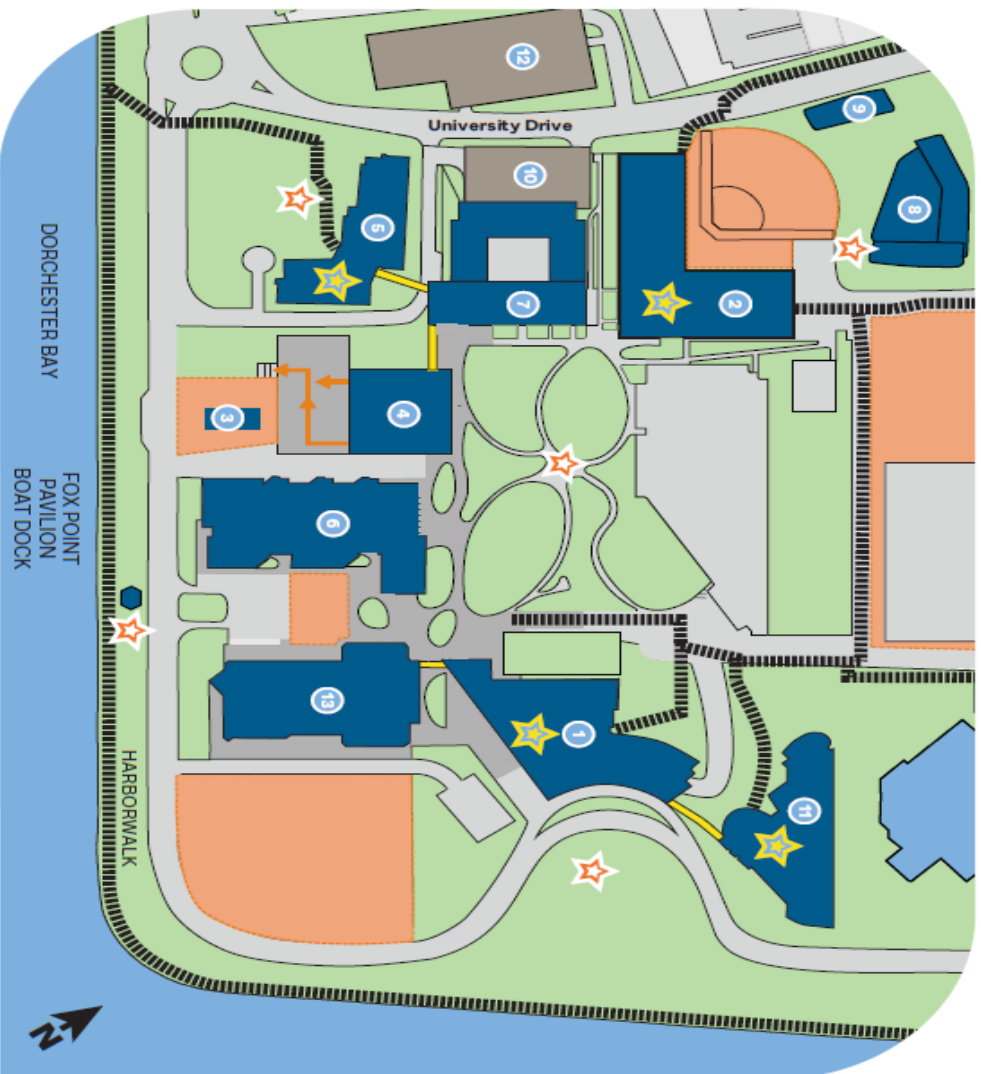 12
9
University Drive
10
8
5
7
2
DORCHESTER BAY
4
3
FOX POINT
PAVILION
BOAT DOCK
6
13
1
HARBORWALK
11
N